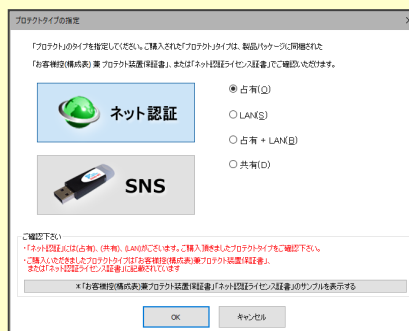 プロテクトタイプの指定
「プロテクト」のタイプを指定してください。ご購入された「プロテクト」タイプは、製品パッケージに同梱された
「お客様控(構成表) 兼 プロテクト装置保証書」、または「ネット認証ライセンス証書」でご確認いただけます。
ネット認証
SNS
占有(O)
LAN(S)
占有 + LAN(B)
共有(D)
ご確認下さい
・「ネット認証」には(占有)、(共有)、(LAN)がございます。ご購入頂きましたプロテクトタイプをご確認下さい。
・ご購入いただきましたプロテクトタイプは「お客様控(構成表)兼プロテクト装置保証書」、
または「ネット認証ライセンス証書」に記載されています
*「お客様控(構成表)兼プロテクト装置保証書」「ネット認証ライセンス証書」のサンプルを表示する
OK
キャンセル